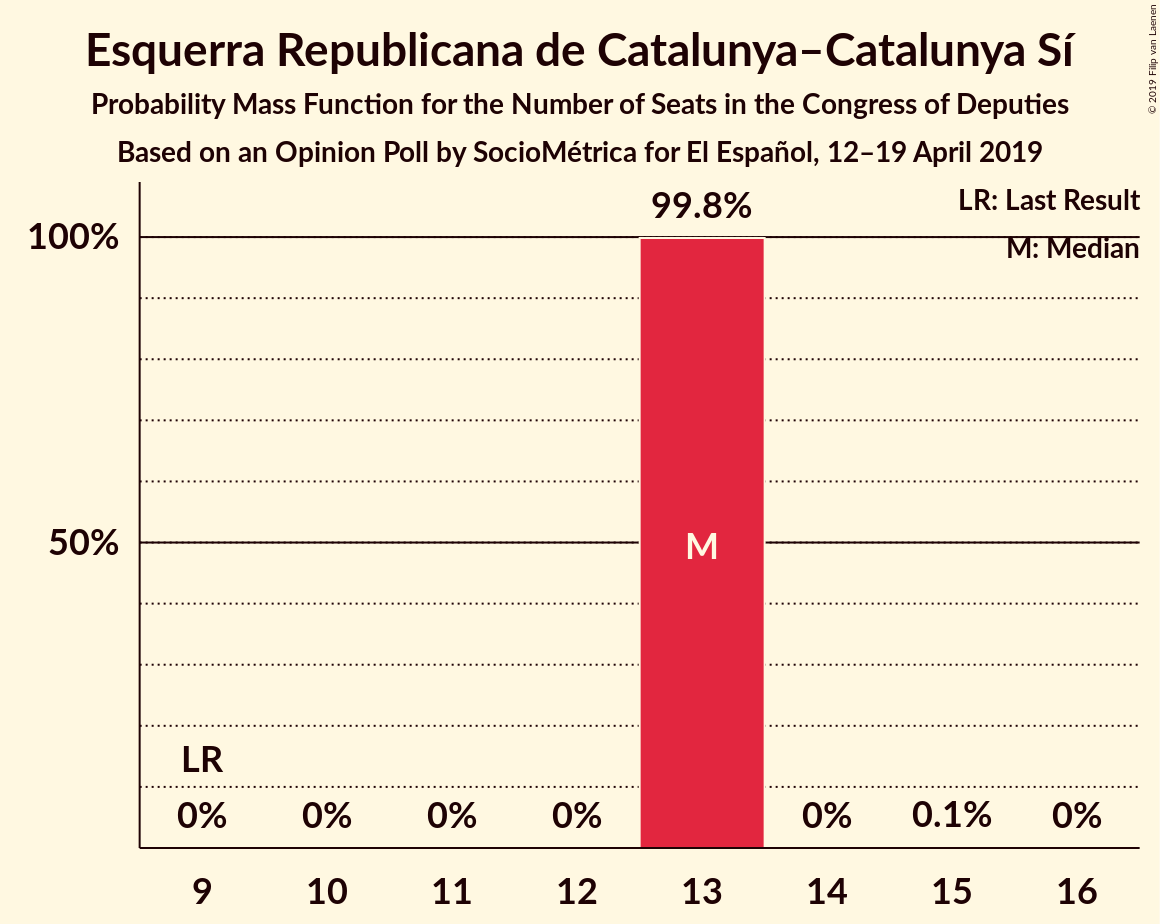 Esquerra Republicana de Catalunya–Catalunya Sí
Probability Mass Function for the Number of Seats in the Congress of Deputies
Based on an Opinion Poll by SocioMétrica for El Español, 12–19 April 2019
© 2019 Filip van Laenen
LR: Last Result
M: Median
99.8%
100%
50%
M
LR
0% 0% 0% 0% 0% 0.1% 0%
9 10 11 12 13 14 15 16